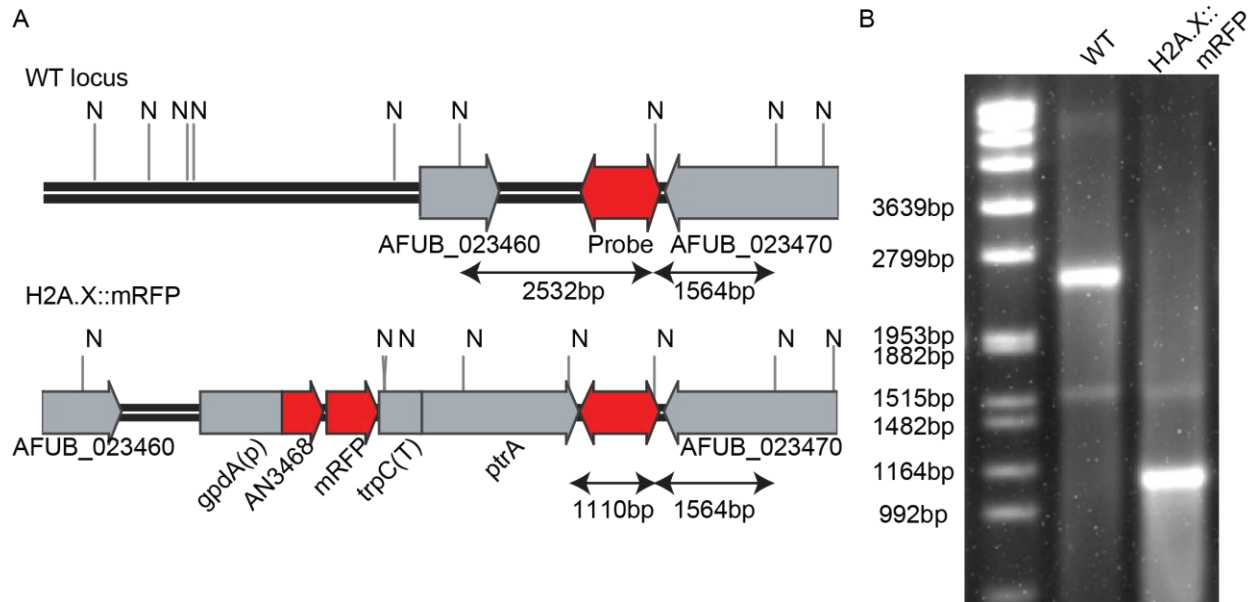 A
WT locus
N N N N N N N N N
AFUB_023460 Probe AFUB_023470
2532bp 1564bp
H2A.X::mRFP
N N N N N N N N
AFUB_023460 gpdA(p) AN3468 mRFP trpC(T) ptrA AFUB_023470
1110bp 1564bp
B
WT
H2A.X::
mRFP
3639bp
2799bp
1953bp
1882bp
1515bp
1482bp
1164bp
992bp